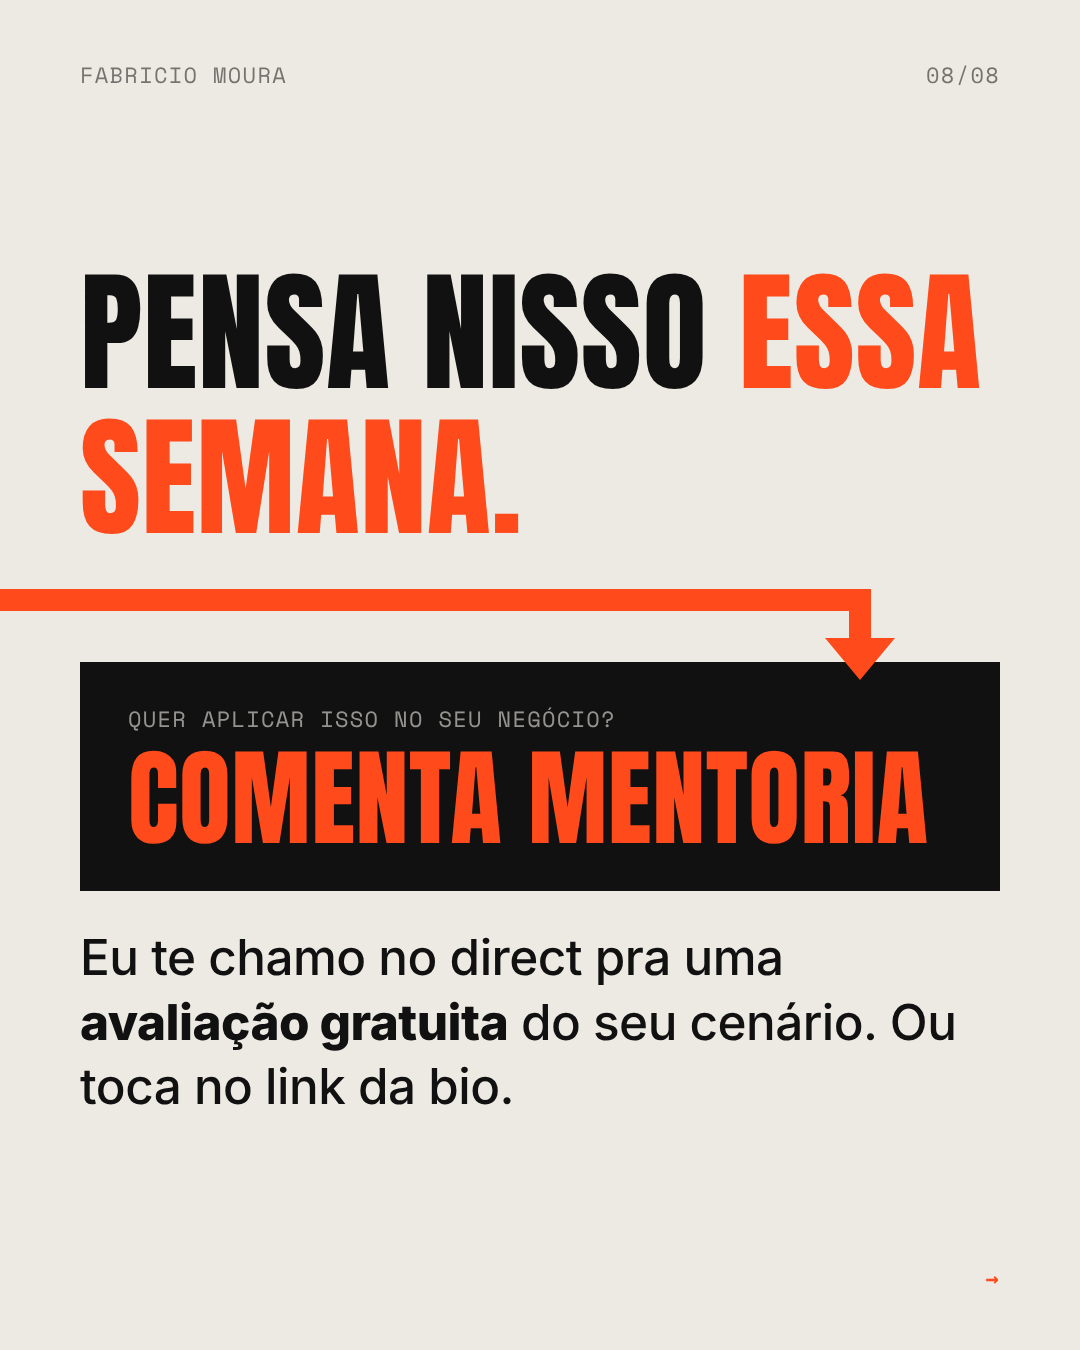 FABRICIO MOURA
08/08
PENSA NISSO ESSA
SEMANA.
QUER APLICAR ISSO NO SEU NEGÓCIO?
COMENTA MENTORIA
Eu te chamo no direct pra uma
avaliação gratuita do seu cenário. Ou
toca no link da bio.
→